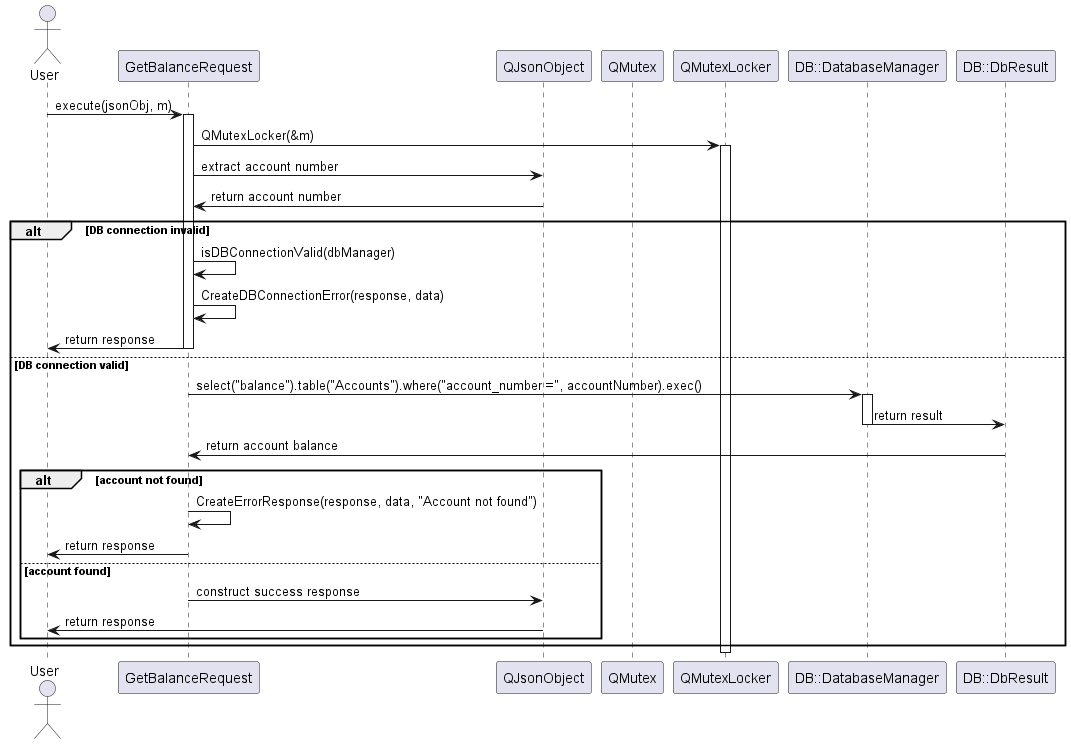 User
GetBalanceRequest
QJsonObject
QMutex
QMutexLocker
DB::DatabaseManager
DB::DbResult
execute(jsonObj, m)
QMutexLocker(&m)
extract account number
return account number
alt
[DB connection invalid]
isDBConnectionValid(dbManager)
CreateDBConnectionError(response, data)
return response
[DB connection valid]
select("balance").table("Accounts").where("account_number =", accountNumber).exec()
return result
return account balance
alt
[account not found]
CreateErrorResponse(response, data, "Account not found")
return response
[account found]
construct success response
return response
User
GetBalanceRequest
QJsonObject
QMutex
QMutexLocker
DB::DatabaseManager
DB::DbResult